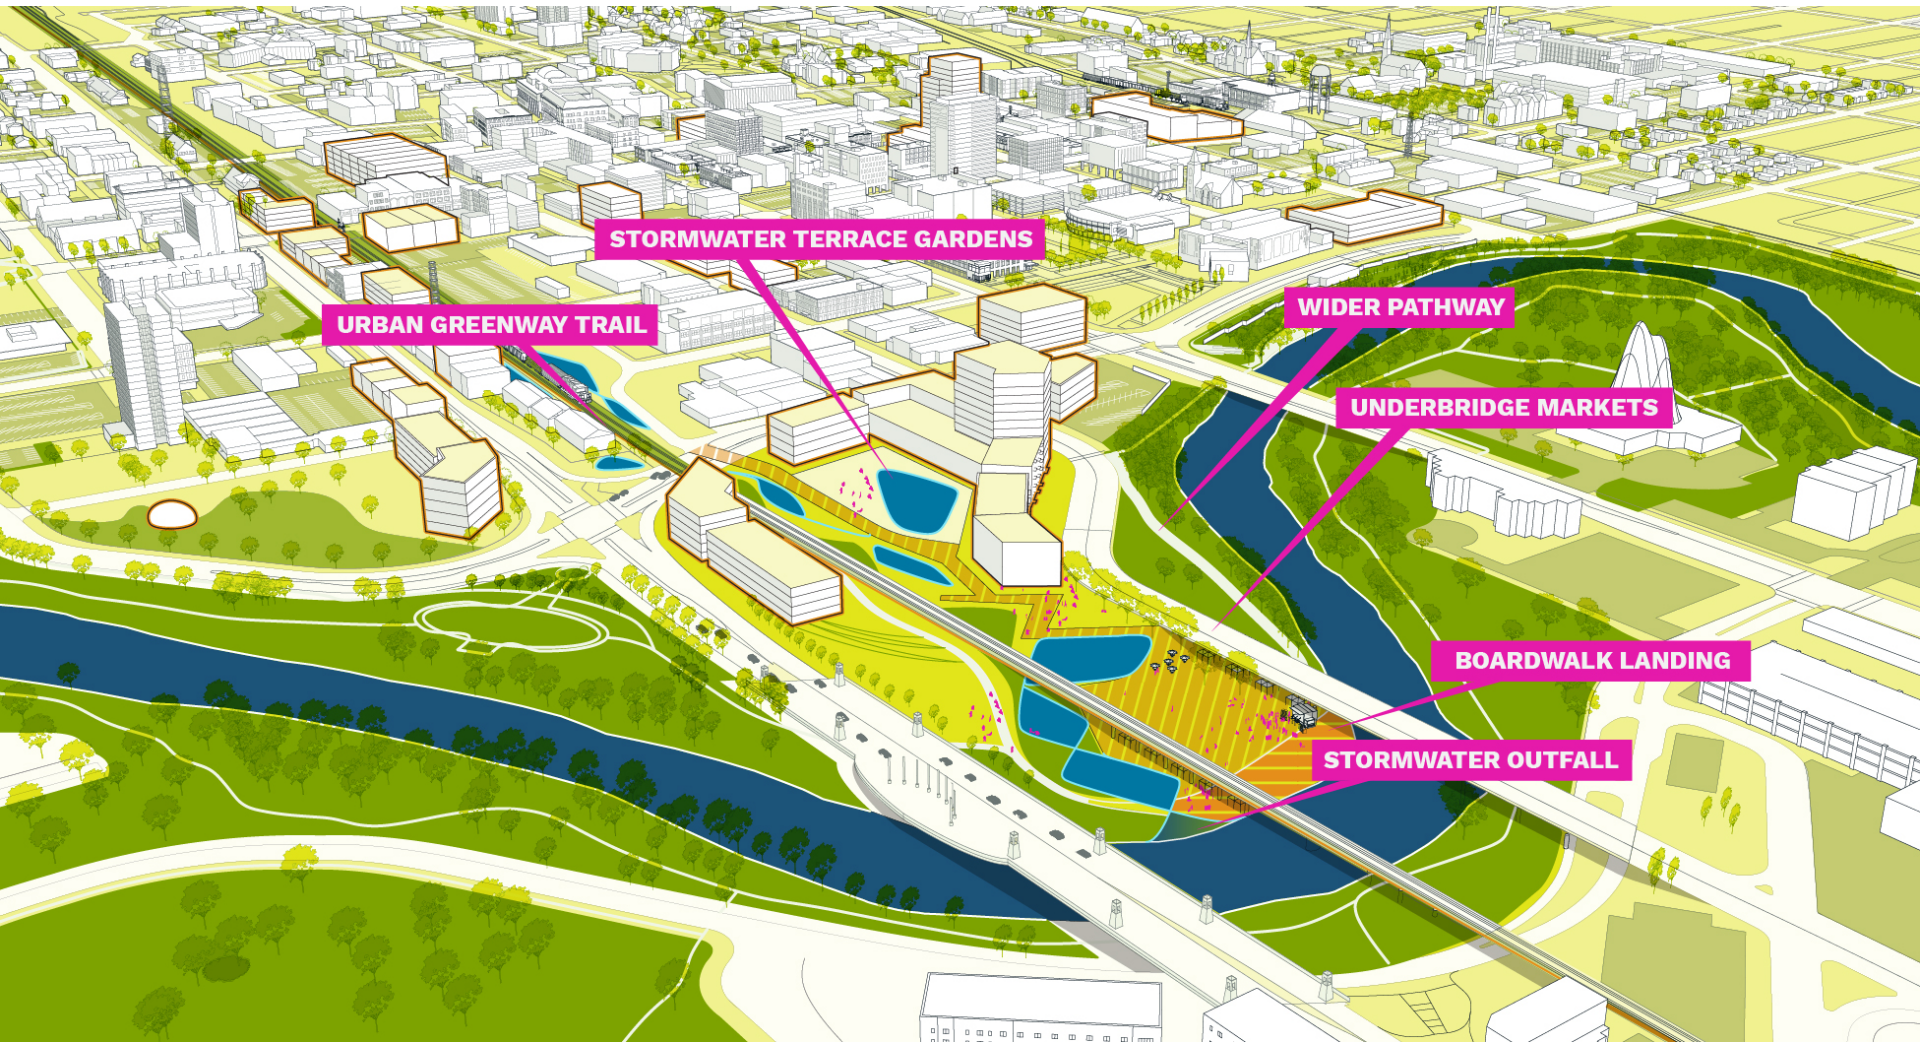 STORMWATER TERRACE GARDENS
URBAN GREENWAY TRAIL
WIDER PATHWAY
UNDERBRIDGE MARKETS
BOARDWALK LANDING
STORMWATER OUTFALL